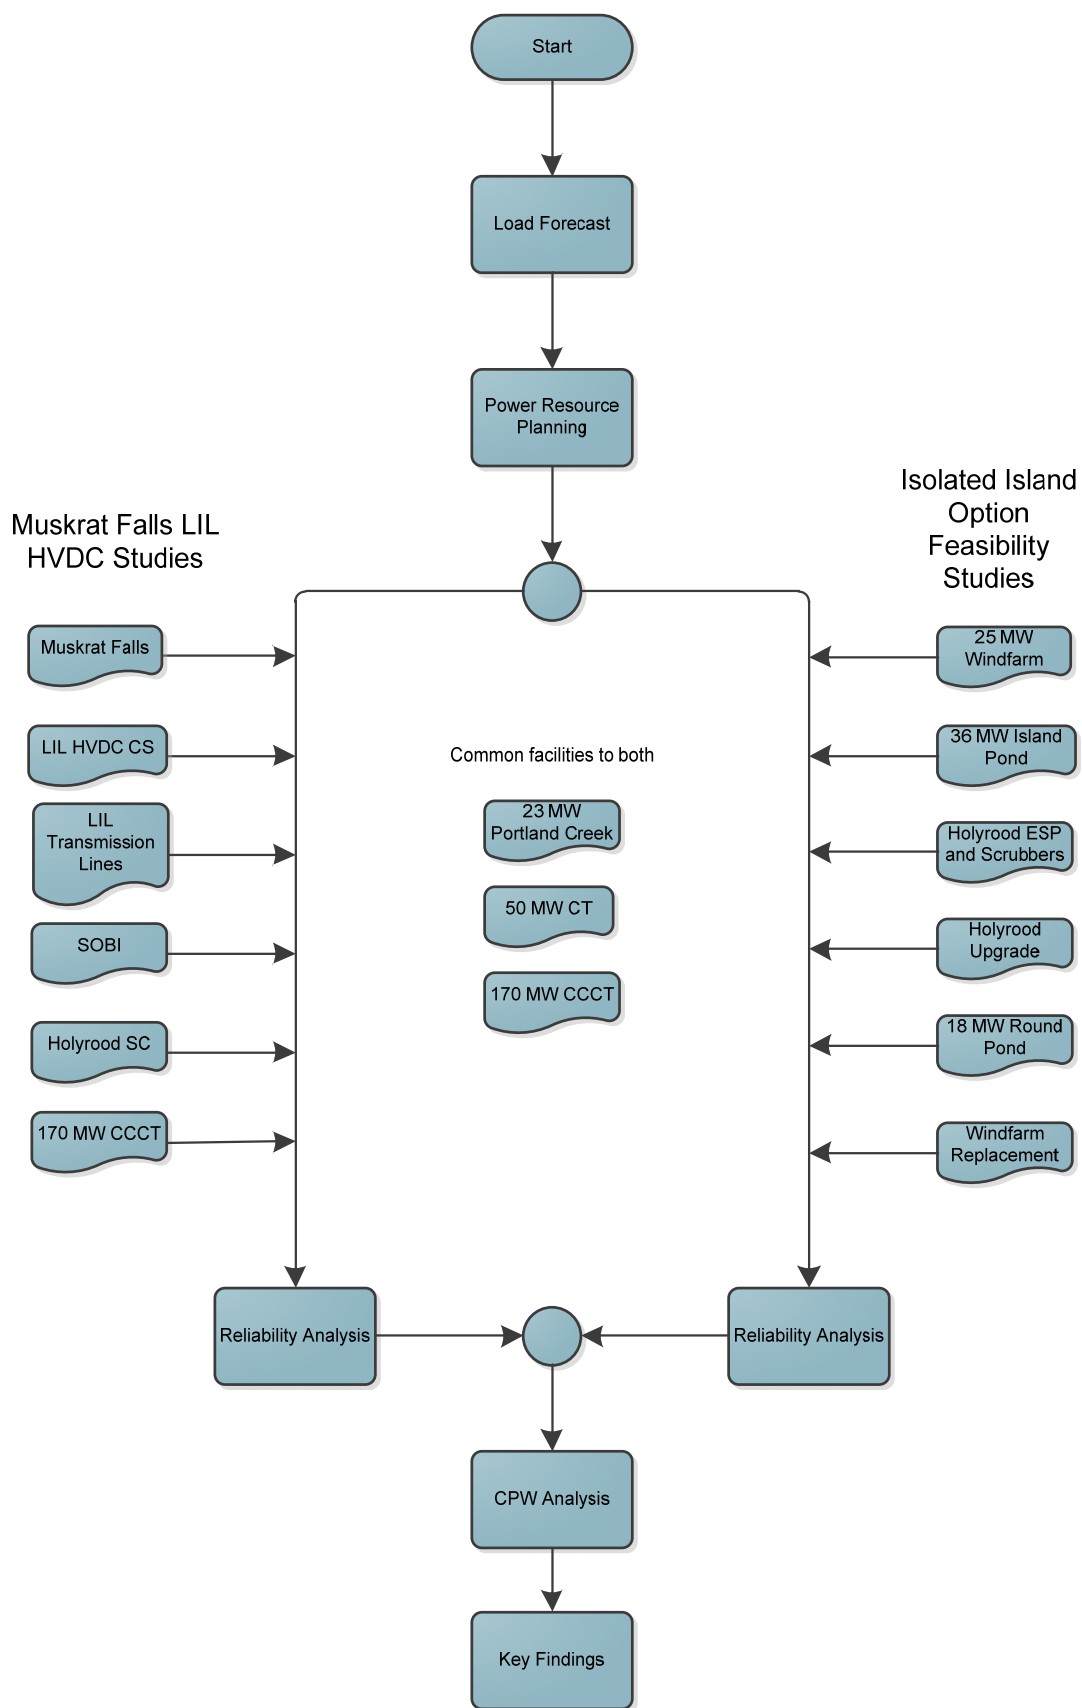 Start
Load Forecast
Power Resource
Planning
Muskrat Falls LIL
HVDC Studies
Isolated Island
Option
Feasibility
Studies
Muskrat Falls
LIL HVDC CS
LIL
Transmission
Lines
SOBI
Holyrood SC
170 MW CCCT
Common facilities to both
23 MW
Portland Creek
50 MW CT
170 MW CCCT
25 MW
Windfarm
36 MW Island
Pond
Holyrood ESP
and Scrubbers
Holyrood
Upgrade
18 MW Round
Pond
Windfarm
Replacement
Reliability Analysis
Reliability Analysis
CPW Analysis
Key Findings